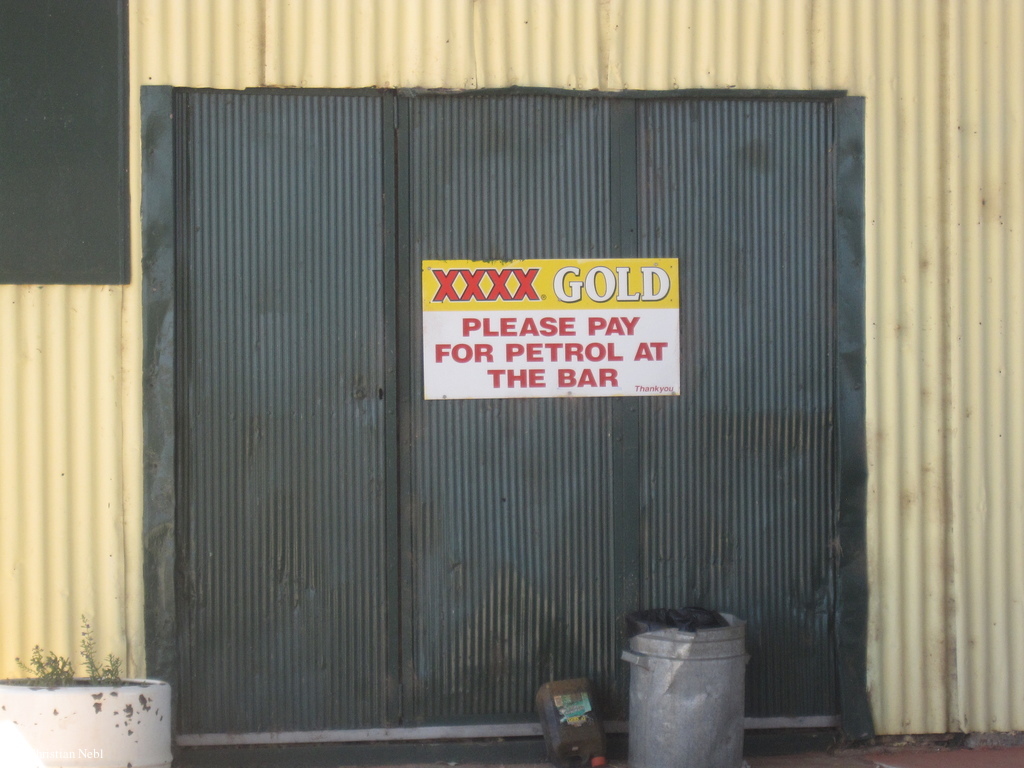 XXXX GOLD
PLEASE PAY
FOR PETROL AT
THE BAR
Thankyou